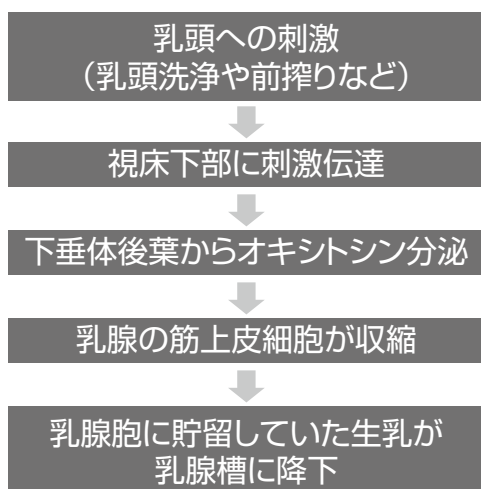 乳頭への刺激
（乳頭洗浄や前搾りなど）
視床下部に刺激伝達
下垂体後葉からオキシトシン分泌
乳腺の筋上皮細胞が収縮
乳腺胞に貯留していた生乳が
乳腺槽に降下